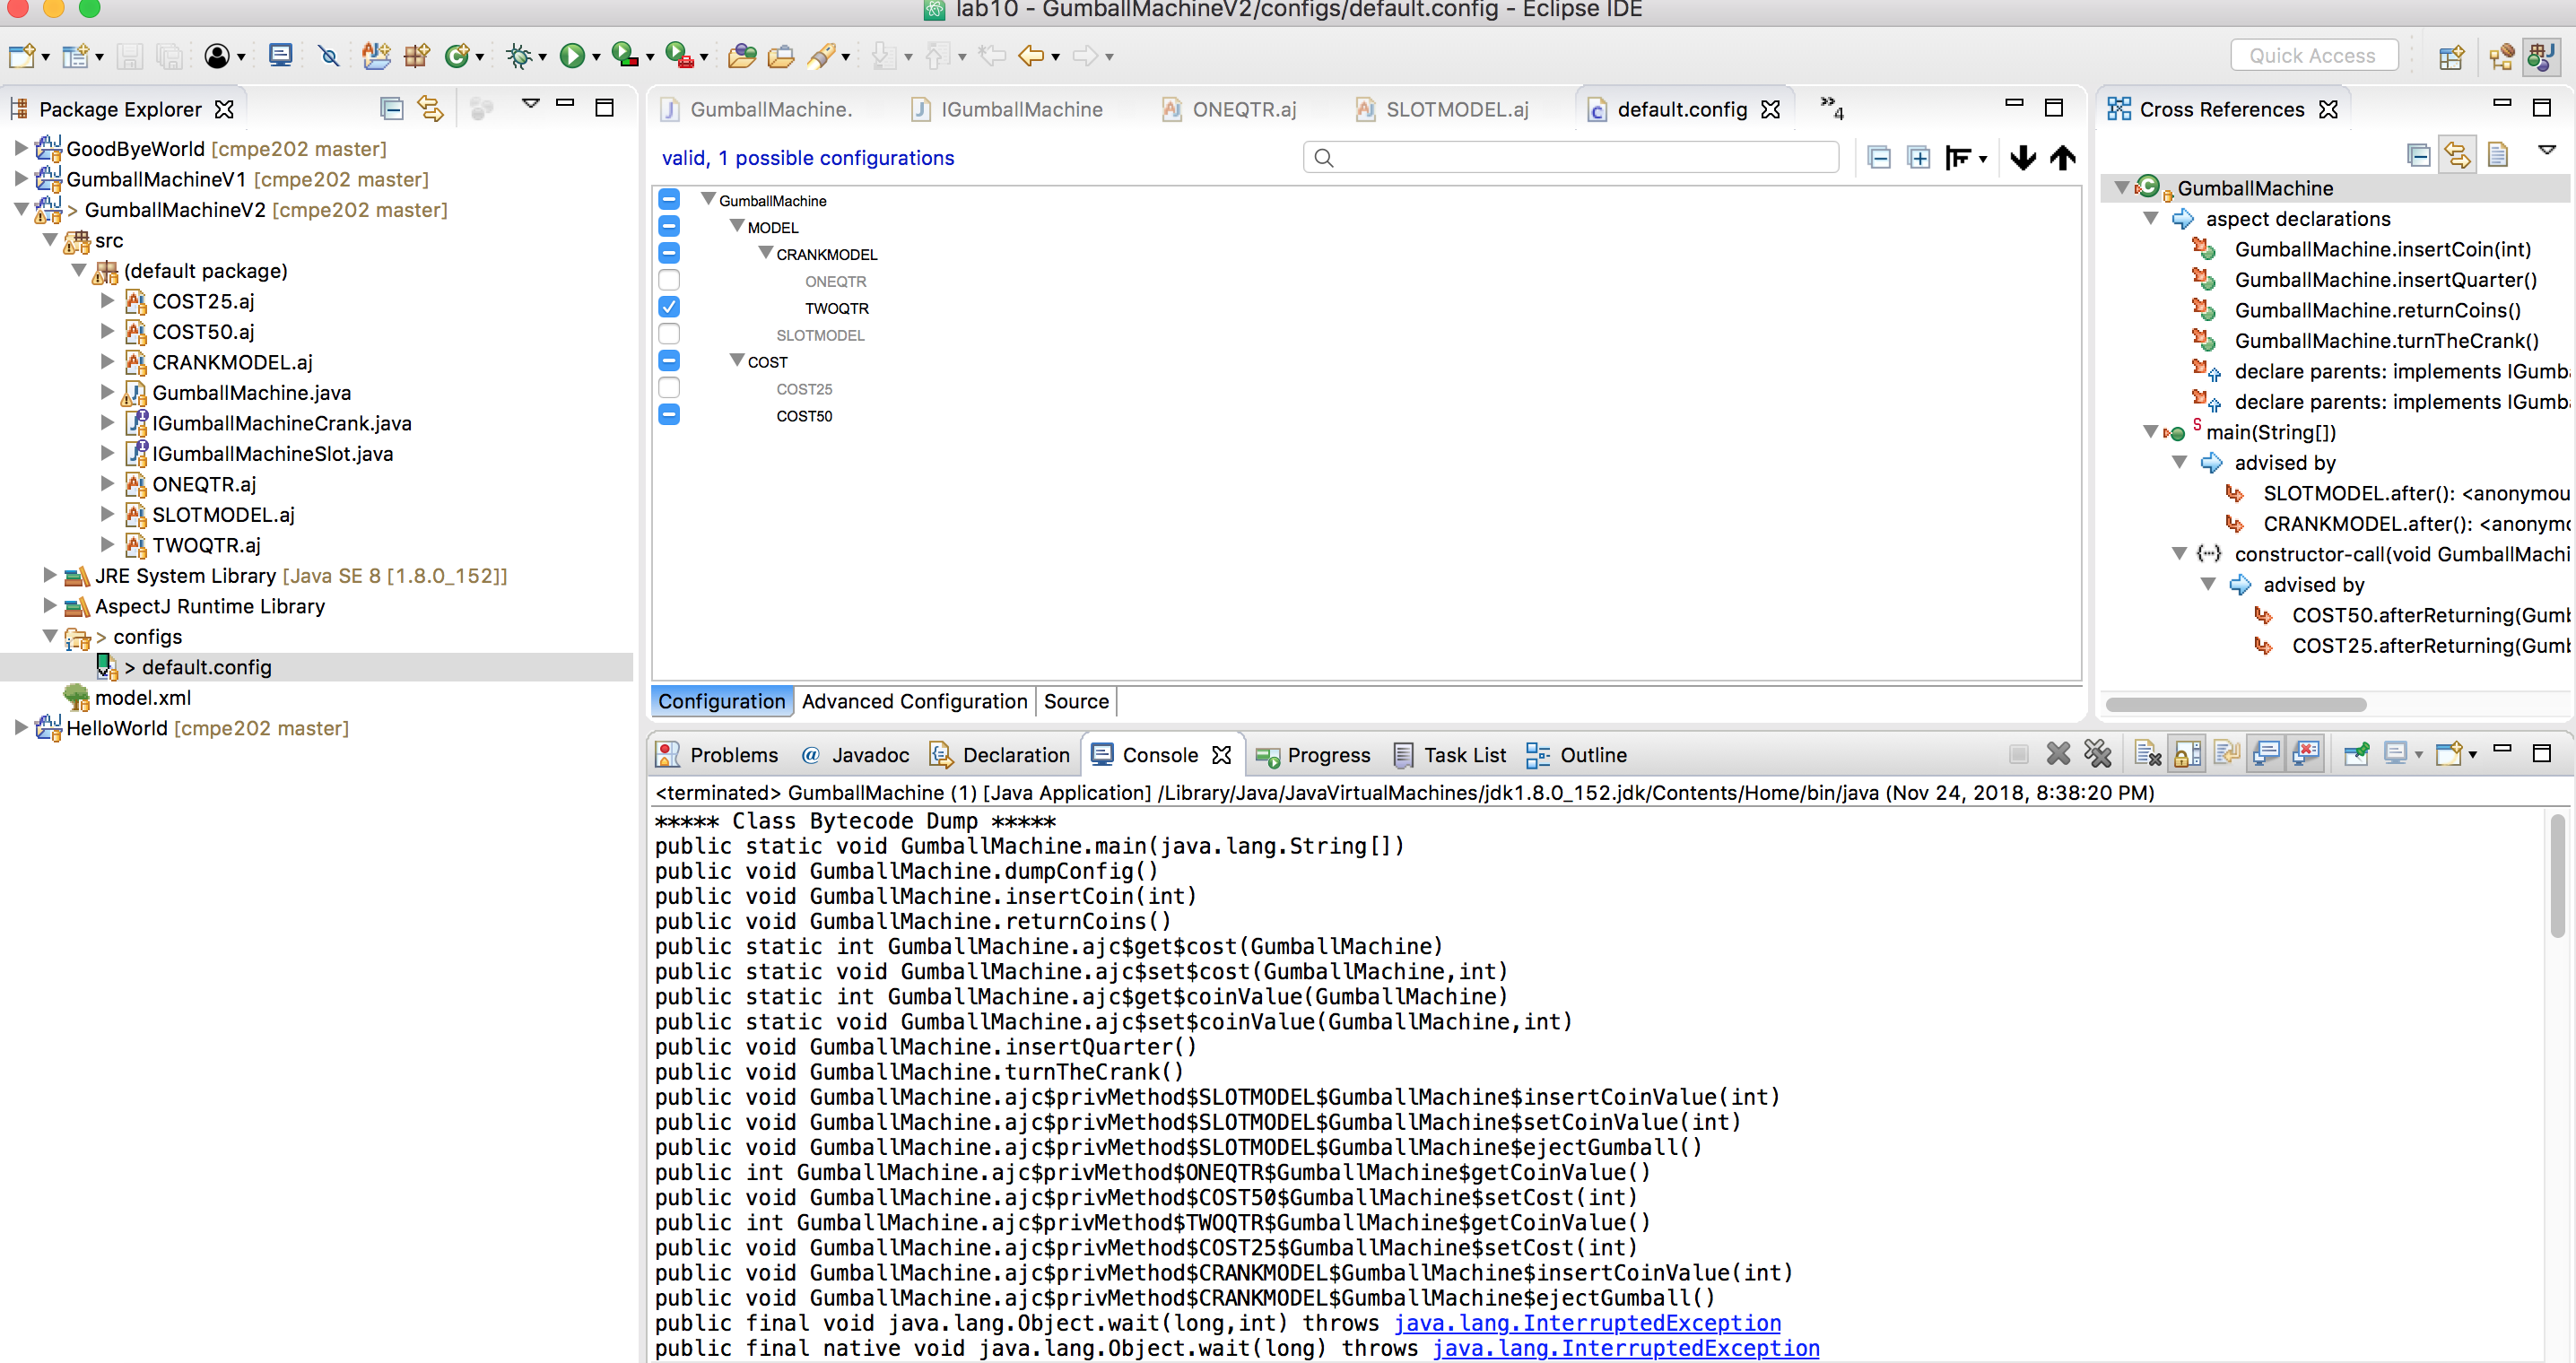 lab10 - GumballMachineV2/configs/default.config - Eclipse IDE
Quick Access
Package Explorer
GoodByeWorld [cmpe202 master]
GumballMachineV1 [cmpe202 master]
> GumballMachineV2 [cmpe202 master]
src
(default package)
COST25.aj
COST50.aj
CRANKMODEL.aj
GumballMachine.java
IGumballMachineCrank.java
IGumballMachineSlot.java
ONEQTR.aj
SLOTMODEL.aj
TWOQTR.aj
JRE System Library [Java SE 8 [1.8.0_152]]
AspectJ Runtime Library
> configs
> default.config
model.xml
HelloWorld [cmpe202 master]
GumballMachine.
IGumballMachine
ONEQTR.aj
SLOTMODEL.aj
default.config
»4
valid, 1 possible configurations
GumballMachine
MODEL
CRANKMODEL
ONEQTR
TWOQTR
SLOTMODEL
COST
COST25
COST50
Configuration
Advanced Configuration
Source
Cross References
GumballMachine
aspect declarations
GumballMachine.insertCoin(int)
GumballMachine.insertQuarter()
GumballMachine.returnCoins()
GumballMachine.turnTheCrank()
declare parents: implements IGumb
declare parents: implements IGumb
main(String[])
advised by
SLOTMODEL.after(): <anonymou
CRANKMODEL.after(): <anonymo
constructor-call(void GumballMachi
advised by
COST50.afterReturning(Gumb
COST25.afterReturning(Gumb
Problems
Javadoc
Declaration
Console
Progress
Task List
Outline
<terminated> GumballMachine (1) [Java Application] /Library/Java/JavaVirtualMachines/jdk1.8.0_152.jdk/Contents/Home/bin/java (Nov 24, 2018, 8:38:20 PM)
***** Class Bytecode Dump *****
public static void GumballMachine.main(java.lang.String[])
public void GumballMachine.dumpConfig()
public void GumballMachine.insertCoin(int)
public void GumballMachine.returnCoins()
public static int GumballMachine.ajc$get$cost(GumballMachine)
public static void GumballMachine.ajc$set$cost(GumballMachine,int)
public static int GumballMachine.ajc$get$coinValue(GumballMachine)
public static void GumballMachine.ajc$set$coinValue(GumballMachine,int)
public void GumballMachine.insertQuarter()
public void GumballMachine.turnTheCrank()
public void GumballMachine.ajc$privMethod$SLOTMODEL$GumballMachine$insertCoinValue(int)
public void GumballMachine.ajc$privMethod$SLOTMODEL$GumballMachine$setCoinValue(int)
public void GumballMachine.ajc$privMethod$SLOTMODEL$GumballMachine$ejectGumball()
public int GumballMachine.ajc$privMethod$ONEQTR$GumballMachine$getCoinValue()
public void GumballMachine.ajc$privMethod$COST50$GumballMachine$setCost(int)
public int GumballMachine.ajc$privMethod$TWOQTR$GumballMachine$getCoinValue()
public void GumballMachine.ajc$privMethod$COST25$GumballMachine$setCost(int)
public void GumballMachine.ajc$privMethod$CRANKMODEL$GumballMachine$insertCoinValue(int)
public void GumballMachine.ajc$privMethod$CRANKMODEL$GumballMachine$ejectGumball()
public final void java.lang.Object.wait(long,int) throws java.lang.InterruptedException
public final native void java.lang.Object.wait(long) throws java.lang.InterruptedException